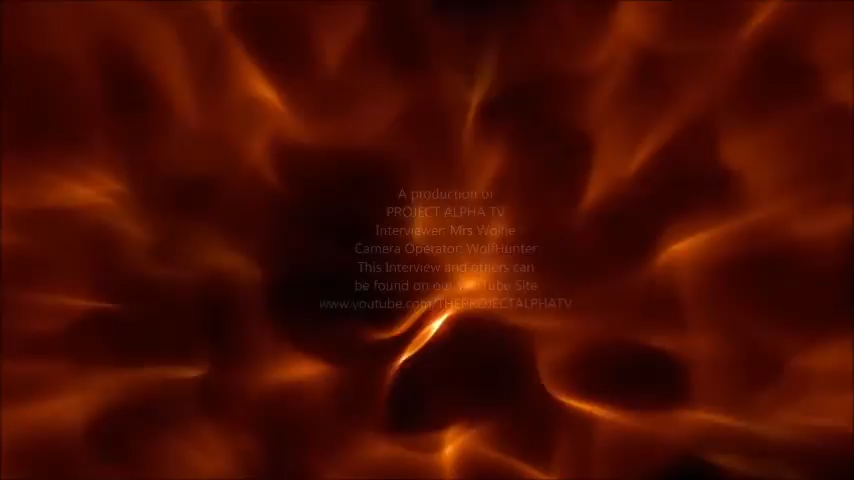 A production of
PROJECT ALPHA TV
Interviewer: Mrs Wolfie
Camera Operator: WolfHunter
This Interview and others can
be found on our YouTube Site
www.youtube.com/THEPROJECTALPHATV